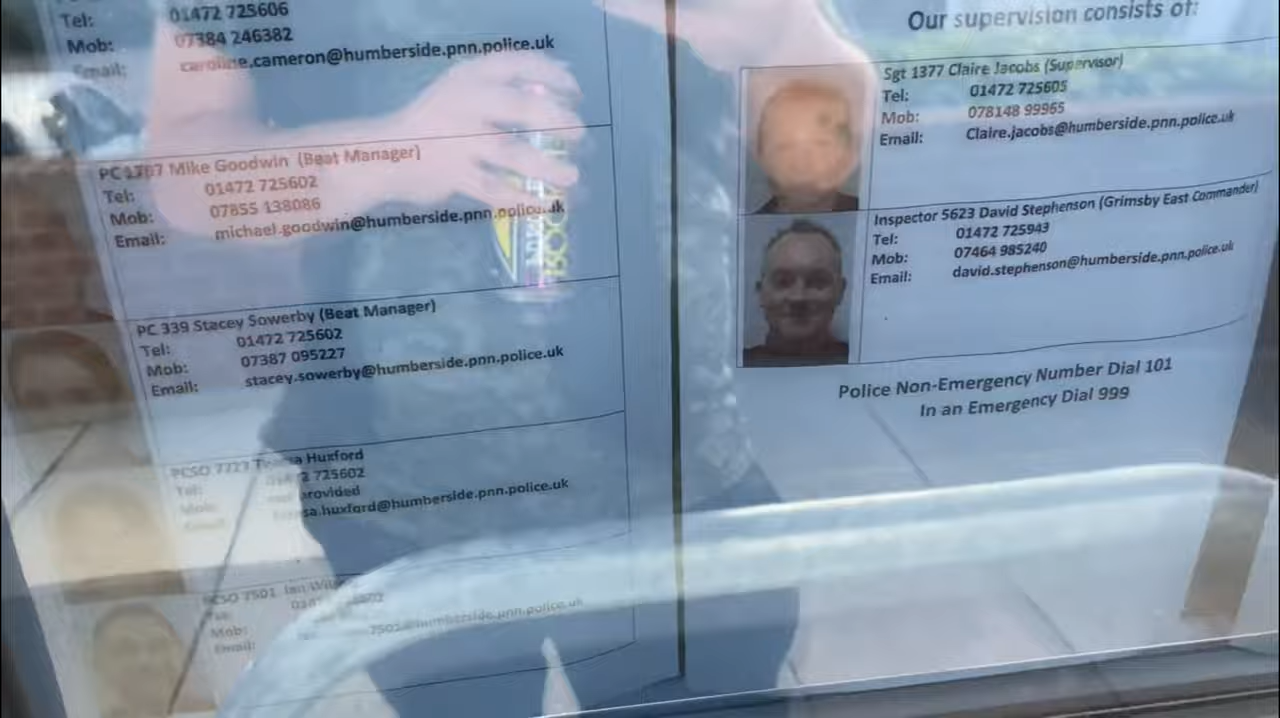 Tel: 01472 725606
Mob: 07384 246382
Email: caroline.cameron@humberside.pnn.police.uk
PC 1767 Mike Goodwin (Beat Manager)
Tel: 01472 725602
Mob: 07855 138086
Email: michael.goodwin@humberside.pnn.police.uk
PC 339 Stacey Sowerby (Beat Manager)
Tel: 01472 725602
Mob: 07387 095227
Email: stacey.sowerby@humberside.pnn.police.uk
PCSO 7723 Huxford
Tel: 725602
Mob: provided
Email: huxford@humberside.pnn.police.uk
PCSO 7501 Ian
Mob:
Email: 7501@humberside.pnn.police.uk
Our supervision consists of:
Sgt 1377 Claire Jacobs (Supervisor)
Tel: 01472 725605
Mob: 078148 99965
Email: Claire.jacobs@humberside.pnn.police.uk
Inspector 5623 David Stephenson (Grimsby East Commander)
Tel: 01472 725943
Mob: 07464 985240
Email: david.stephenson@humberside.pnn.police.uk
Police Non-Emergency Number Dial 101
In an Emergency Dial 999